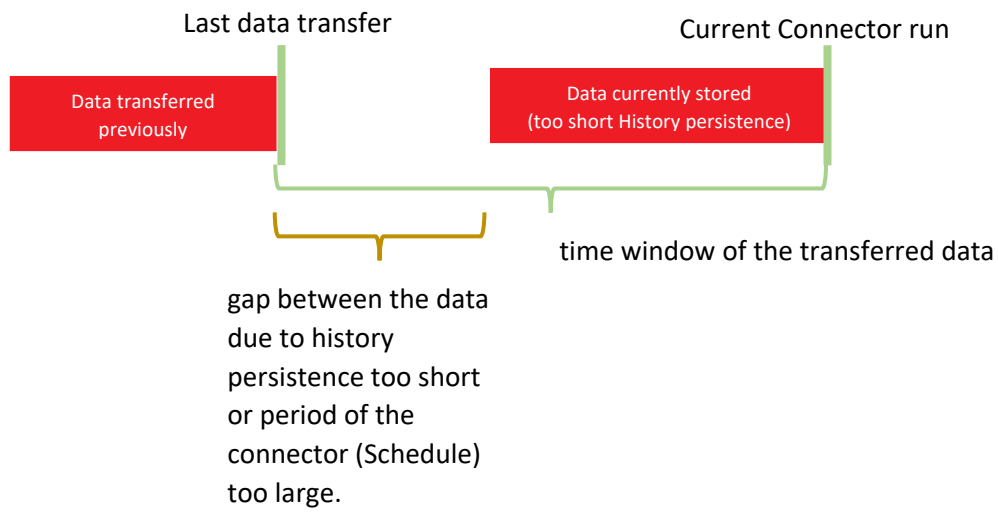 Last data transfer
Current Connector run
Data transferred
previously
Data currently stored
(too short History persistence)
time window of the transferred data
gap between the data
due to history
persistence too short
or period of the
connector (Schedule)
too large.